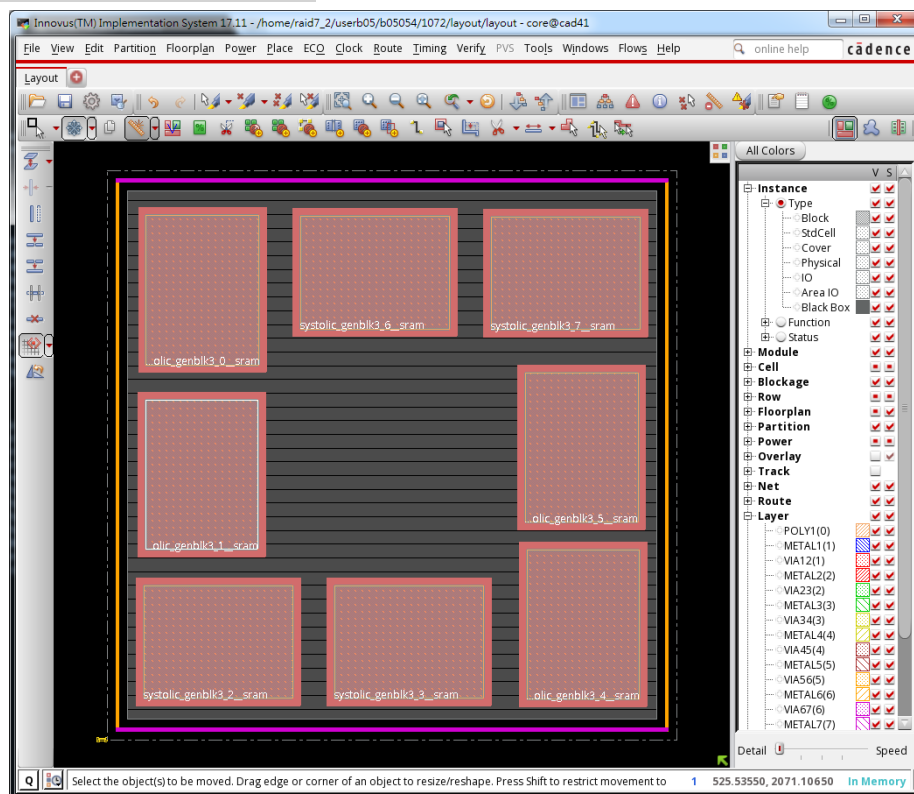 Innovus(TM) Implementation System 17.11 - /home/raid7_2/userb05/b05054/1072/layout/layout - core@cad41
File View Edit Partition Floorplan Power Place ECO Clock Route Timing Verify PVS Tools Windows Flows Help
online help
cādence
Layout
All Colors
V S
Instance
Type
Block
StdCell
Cover
Physical
IO
Area IO
Black Box
Function
Status
Module
Cell
Blockage
Row
Floorplan
Partition
Power
Overlay
Track
Net
Route
Layer
POLY1(0)
METAL1(1)
VIA12(1)
METAL2(2)
VIA23(2)
METAL3(3)
VIA34(3)
METAL4(4)
VIA45(4)
METAL5(5)
VIA56(5)
METAL6(6)
VIA67(6)
METAL7(7)
Detail
Speed
systolic_genblk3_6__sram
systolic_genblk3_7__sram
...olic_genblk3_0__sram
...olic_genblk3_5__sram
...olic_genblk3_1__sram
systolic_genblk3_2__sram
systolic_genblk3_3__sram
...olic_genblk3_4__sram
Q
Select the object(s) to be moved. Drag edge or corner of an object to resize/reshape. Press Shift to restrict movement to
1
525.53550, 2071.10650
In Memory